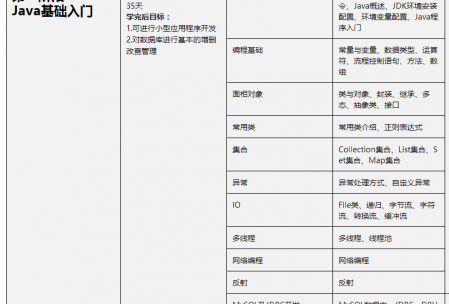 Java基础入门
35天
学完后目标：
1.可进行小型应用程序开发
2.对数据库进行基本的增删
改查管理
令、Java概述、JDK环境安装
配置、环境变量配置、Java程
序入门
编程基础
常量与变量、数据类型、运算
符、流程控制语句、方法、数
组
面相对象
类与对象、封装、继承、多
态、抽象类、接口
常用类
常用类介绍、正则表达式
集合
Collection集合、List集合、S
et集合、Map集合
异常
异常处理方式、自定义异常
IO
File类、递归、字节流、字符
流、转换流、缓冲流
多线程
多线程、线程池
网络编程
网络编程
反射
反射